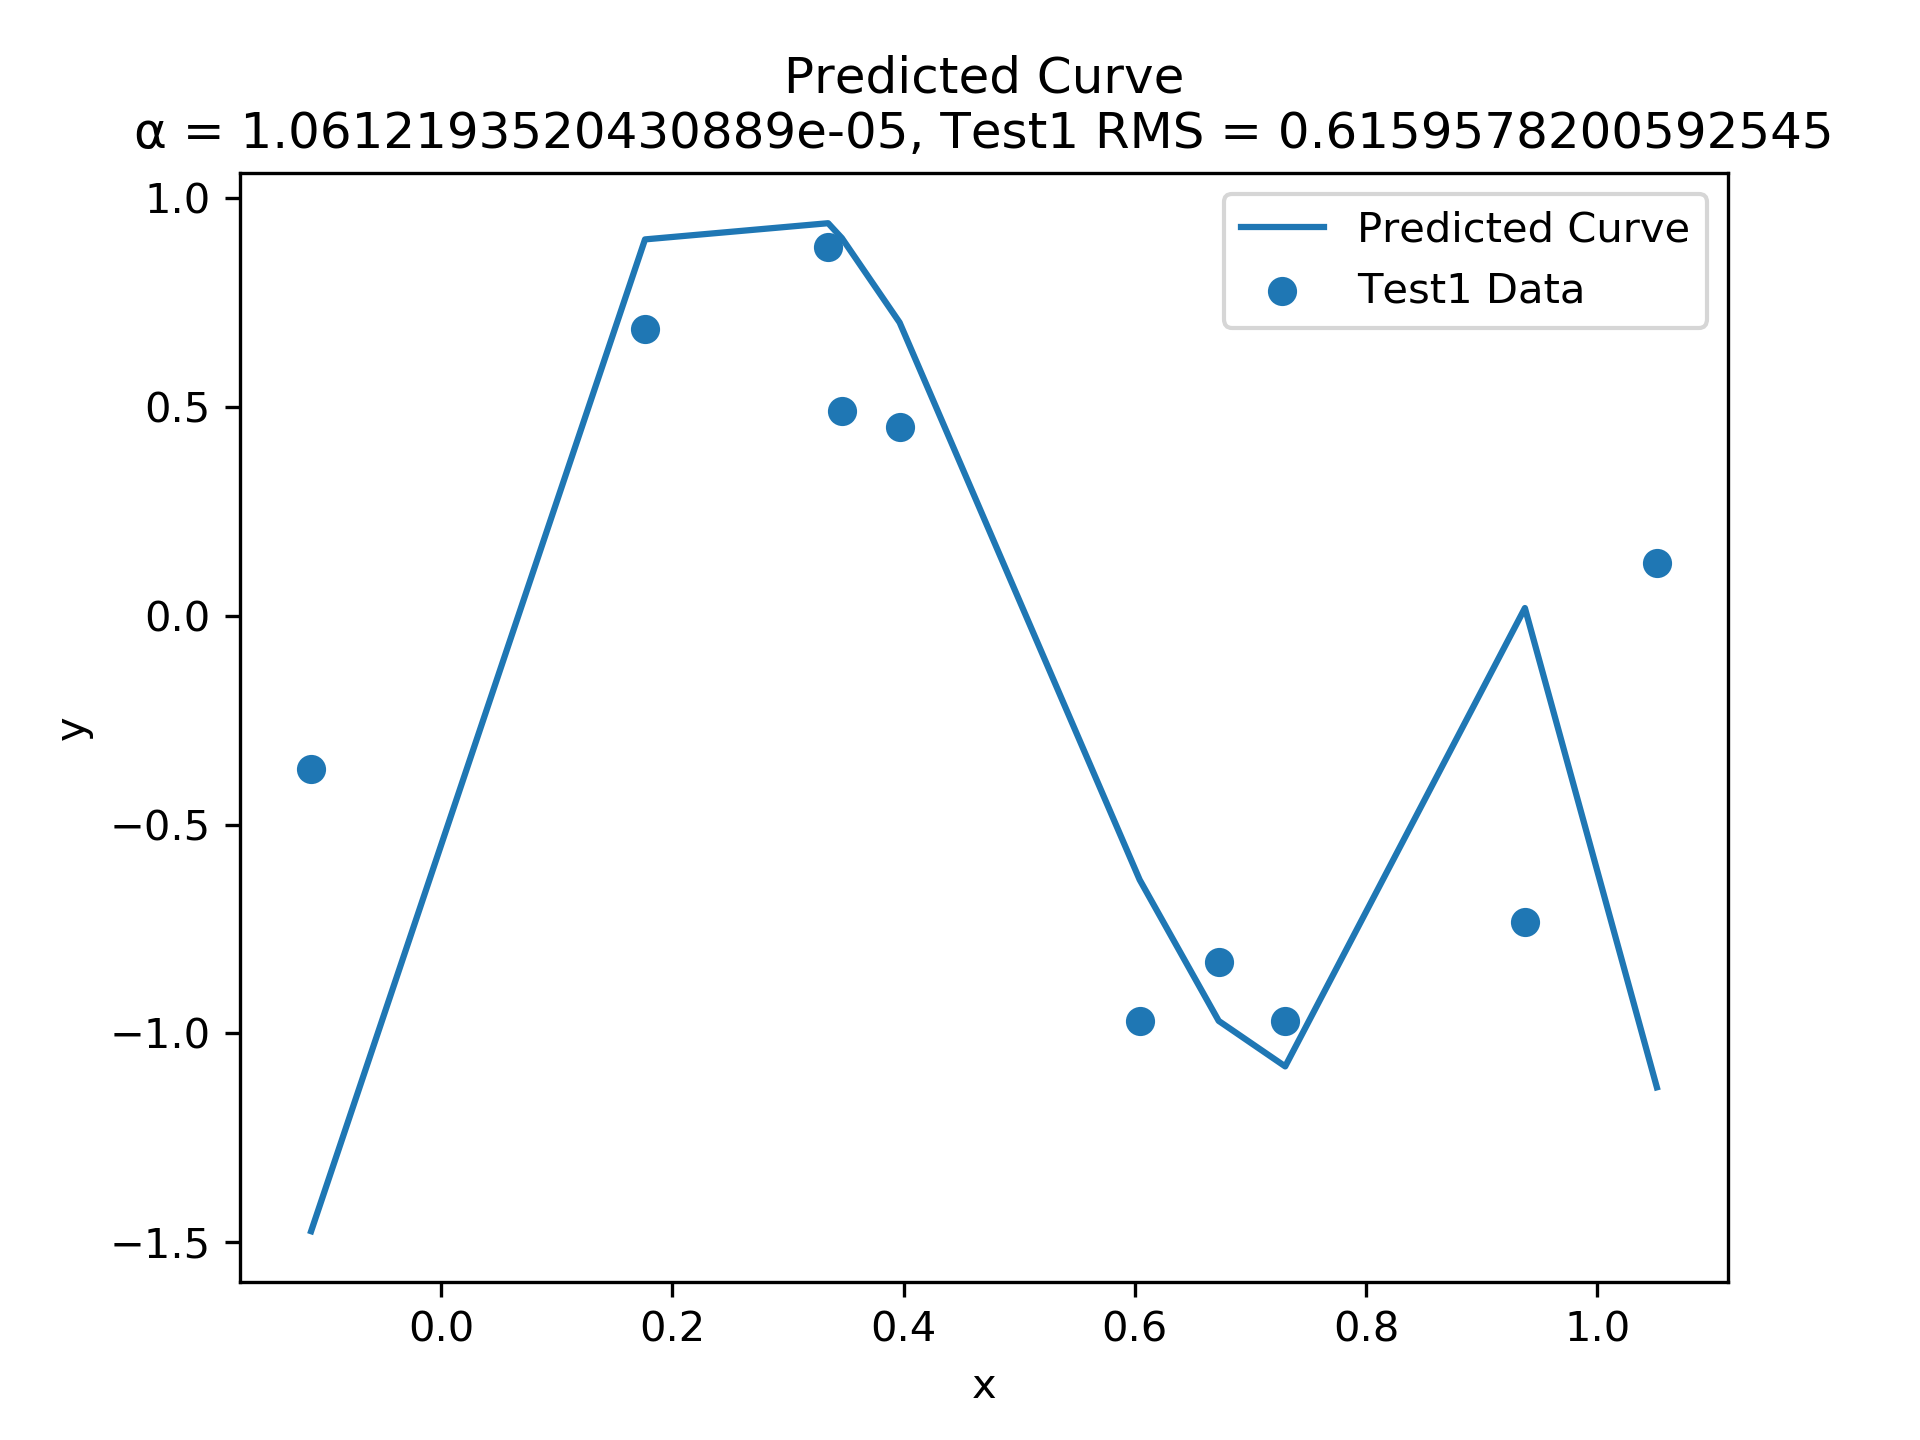 Predicted Curve
α = 1.0612193520430889e-05, Test1 RMS = 0.6159578200592545
Predicted Curve
Test1 Data
1.0
0.5
0.0
−0.5
−1.0
−1.5
y
0.0 0.2 0.4 0.6 0.8 1.0
x